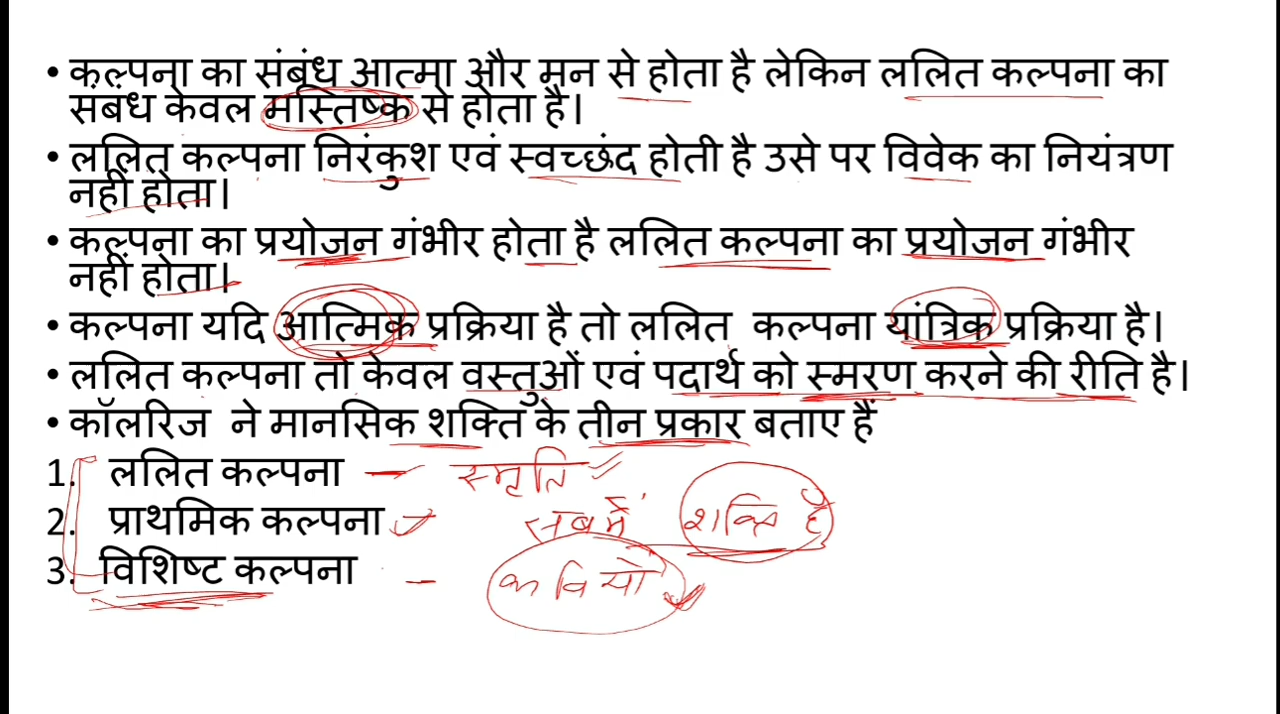 • कल्पना का संबंध आत्मा और मन से होता है लेकिन ललित कल्पना का
संबंध केवल मस्तिष्क से होता है।
• ललित कल्पना निरंकुश एवं स्वच्छंद होती है उसे पर विवेक का नियंत्रण
नहीं होता।
• कल्पना का प्रयोजन गंभीर होता है ललित कल्पना का प्रयोजन गंभीर
नहीं होता।
• कल्पना यदि आत्मिक प्रक्रिया है तो ललित कल्पना यांत्रिक प्रक्रिया है।
• ललित कल्पना तो केवल वस्तुओं एवं पदार्थ को स्मरण करने की रीति है।
• कॉलरिज ने मानसिक शक्ति के तीन प्रकार बताए हैं
1. ललित कल्पना – स्मृति
2. प्राथमिक कल्पना सबमें शक्ति है
3. विशिष्ट कल्पना – कवियो